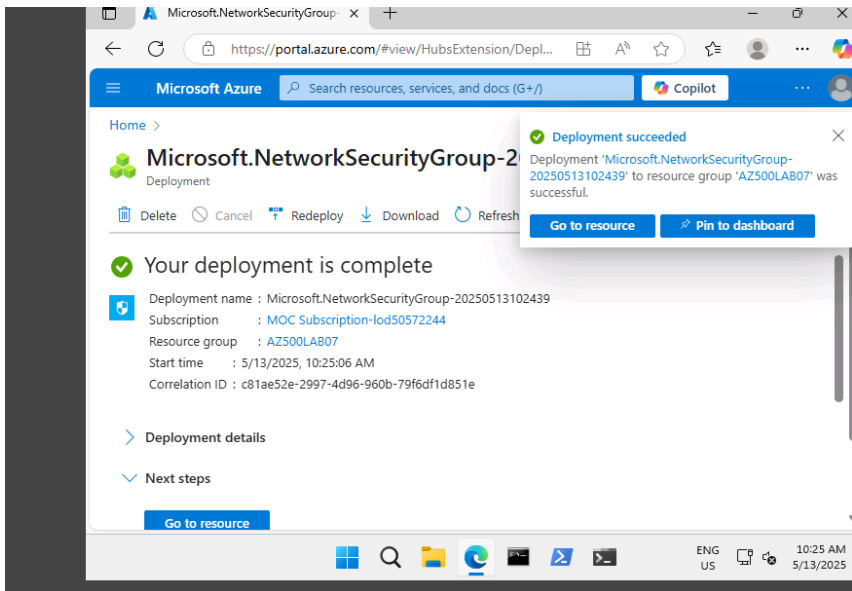 Microsoft.NetworkSecurityGroup-
https://portal.azure.com/#view/HubsExtension/Depl...
Microsoft Azure
Search resources, services, and docs (G+/)
Copilot
Home >
Microsoft.NetworkSecurityGroup-2
Deployment
Delete Cancel Redeploy Download Refresh
Deployment succeeded
Deployment 'Microsoft.NetworkSecurityGroup-
20250513102439' to resource group 'AZ500LAB07' was
successful.
Go to resource Pin to dashboard
Your deployment is complete
Deployment name : Microsoft.NetworkSecurityGroup-20250513102439
Subscription : MOC Subscription-lod50572244
Resource group : AZ500LAB07
Start time : 5/13/2025, 10:25:06 AM
Correlation ID : c81ae52e-2997-4d96-960b-79f6df1d851e
Deployment details
Next steps
Go to resource
ENG
US
10:25 AM
5/13/2025